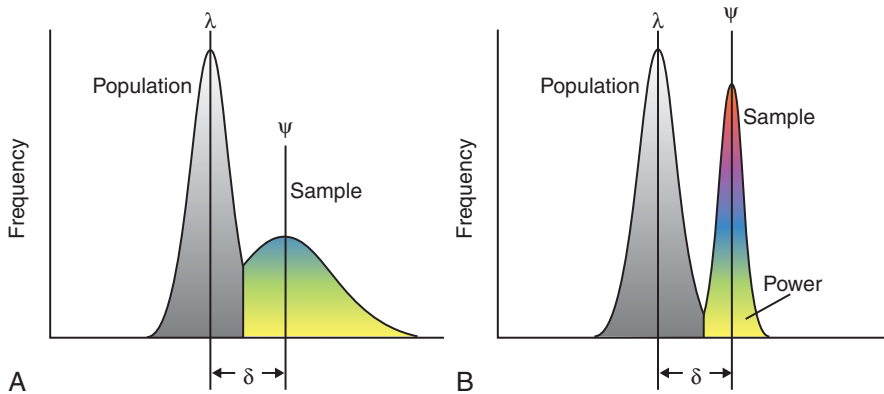 λ
Population
ψ
Sample
Frequency
δ
A
λ
ψ
Population
Sample
Frequency
Power
δ
B